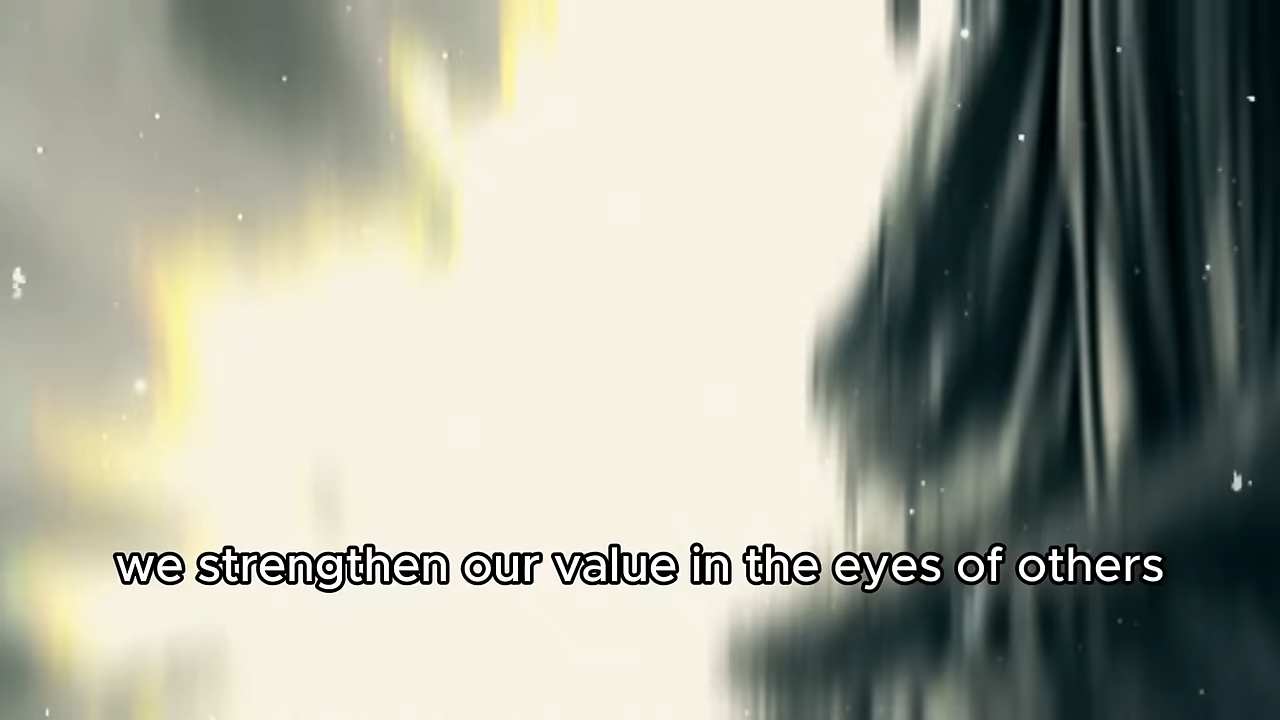 we strengthen our value in the eyes of others